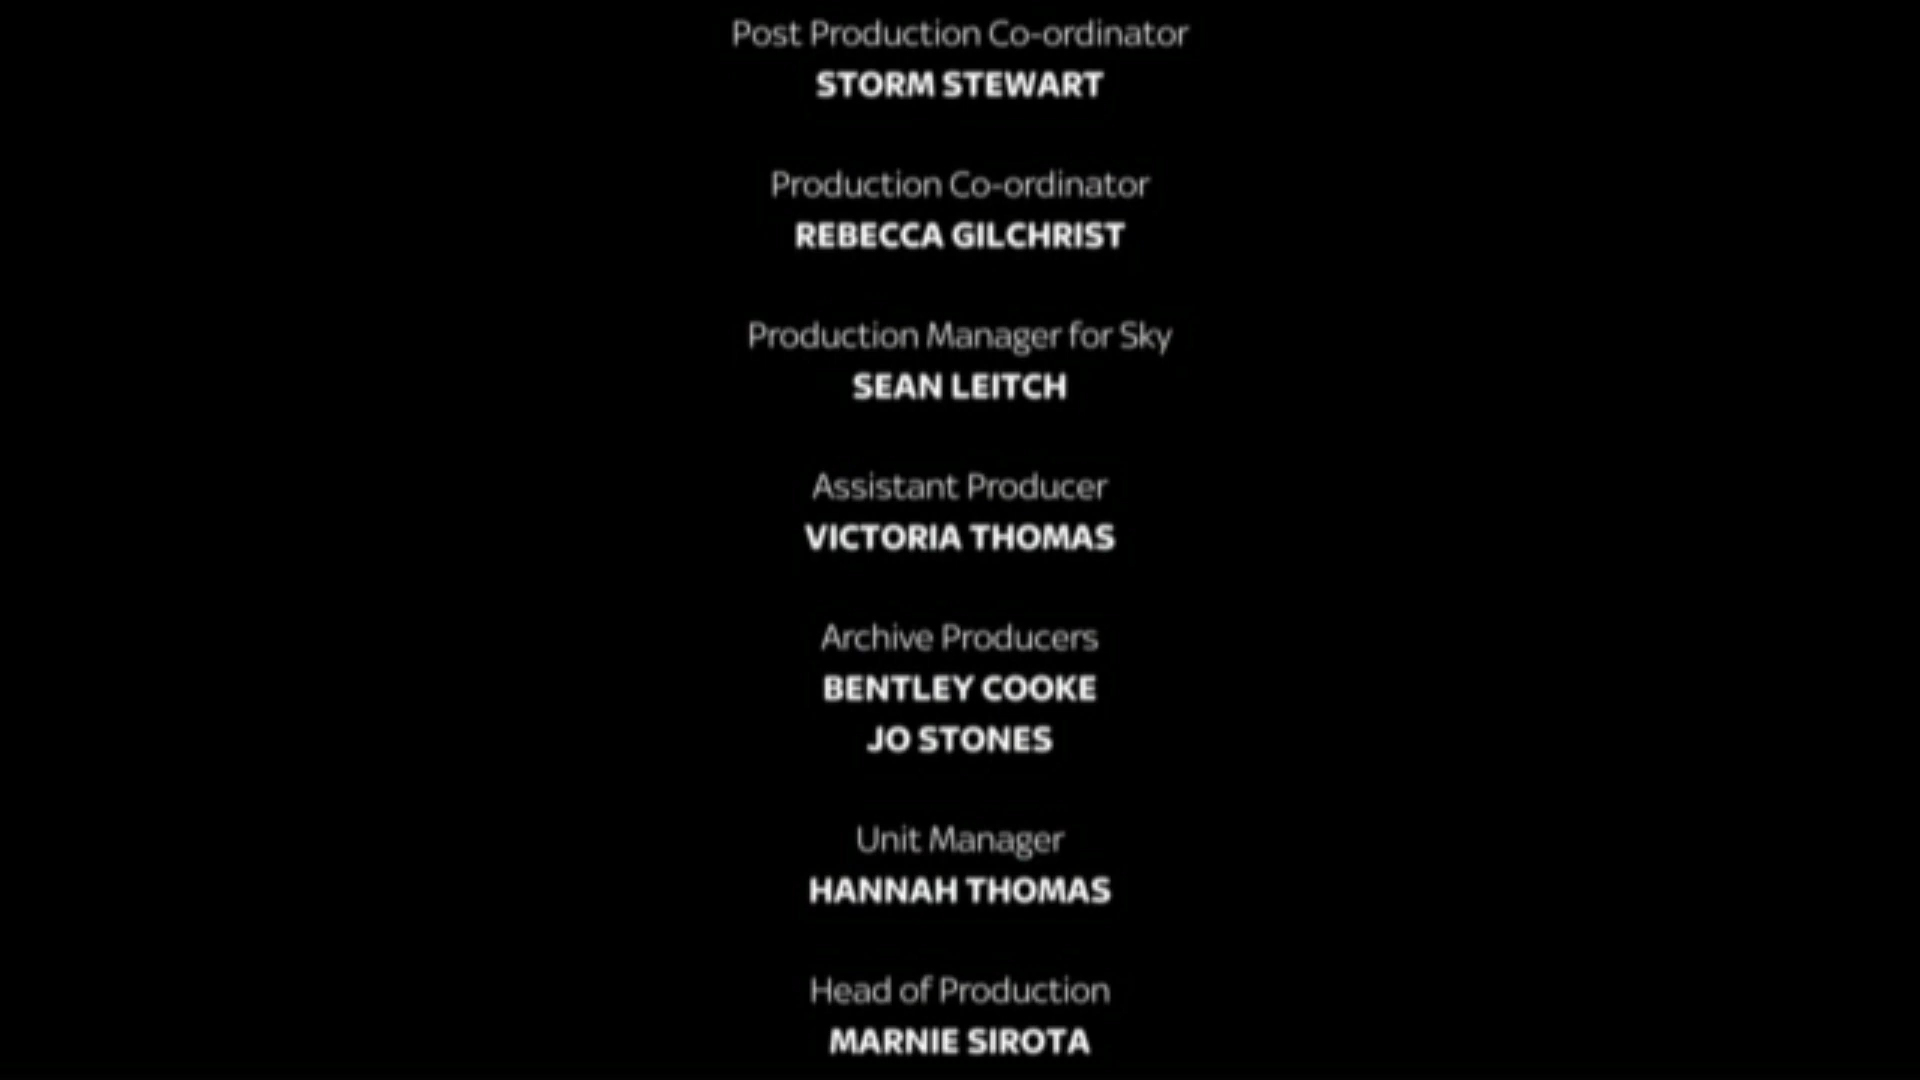 Post Production Co-ordinator
STORM STEWART
Production Co-ordinator
REBECCA GILCHRIST
Production Manager for Sky
SEAN LEITCH
Assistant Producer
VICTORIA THOMAS
Archive Producers
BENTLEY COOKE
JO STONES
Unit Manager
HANNAH THOMAS
Head of Production
MARNIE SIROTA